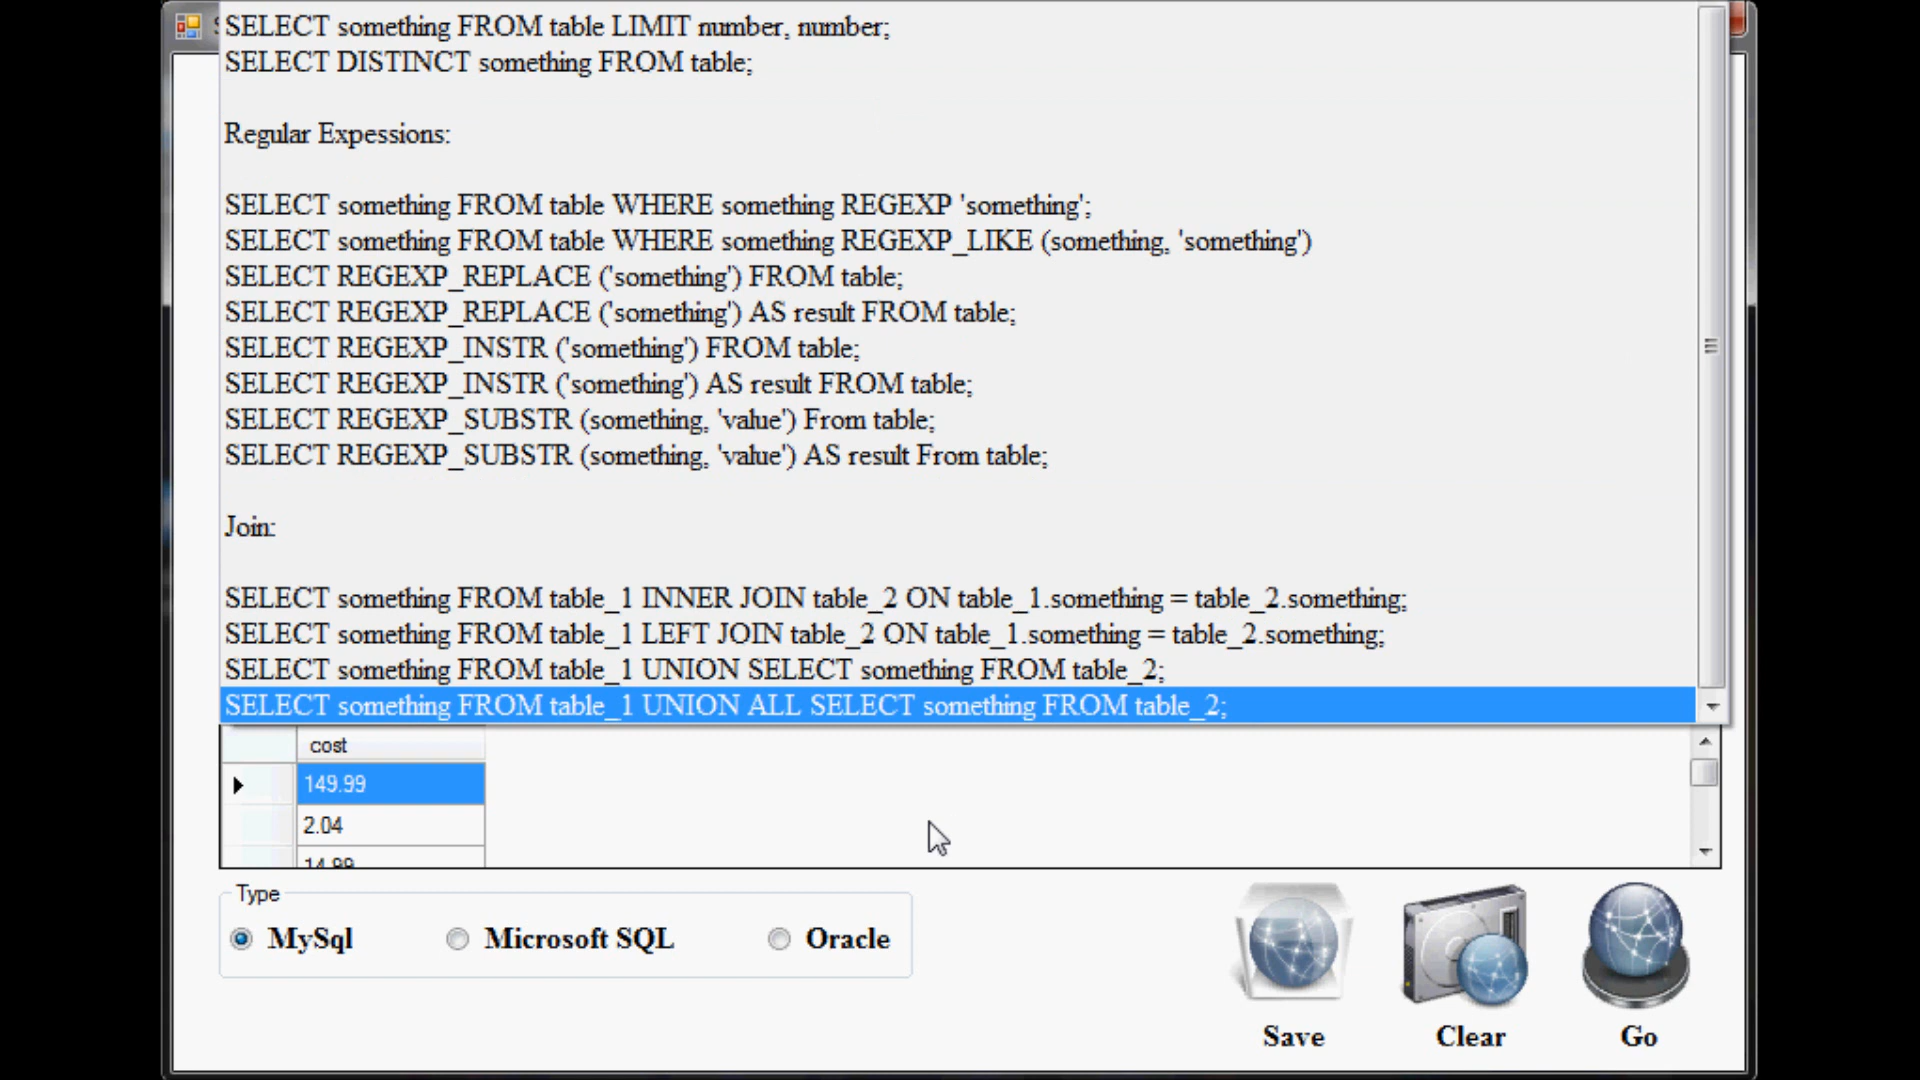 SELECT something FROM table LIMIT number, number;
SELECT DISTINCT something FROM table;
Regular Expessions:
SELECT something FROM table WHERE something REGEXP 'something';
SELECT something FROM table WHERE something REGEXP_LIKE (something, 'something')
SELECT REGEXP_REPLACE ('something') FROM table;
SELECT REGEXP_REPLACE ('something') AS result FROM table;
SELECT REGEXP_INSTR ('something') FROM table;
SELECT REGEXP_INSTR ('something') AS result FROM table;
SELECT REGEXP_SUBSTR (something, 'value') From table;
SELECT REGEXP_SUBSTR (something, 'value') AS result From table;
Join:
SELECT something FROM table_1 INNER JOIN table_2 ON table_1.something = table_2.something;
SELECT something FROM table_1 LEFT JOIN table_2 ON table_1.something = table_2.something;
SELECT something FROM table_1 UNION SELECT something FROM table_2;
SELECT something FROM table_1 UNION ALL SELECT something FROM table_2;
cost
149.99
2.04
14.99
Type
MySql Microsoft SQL Oracle
Save Clear Go